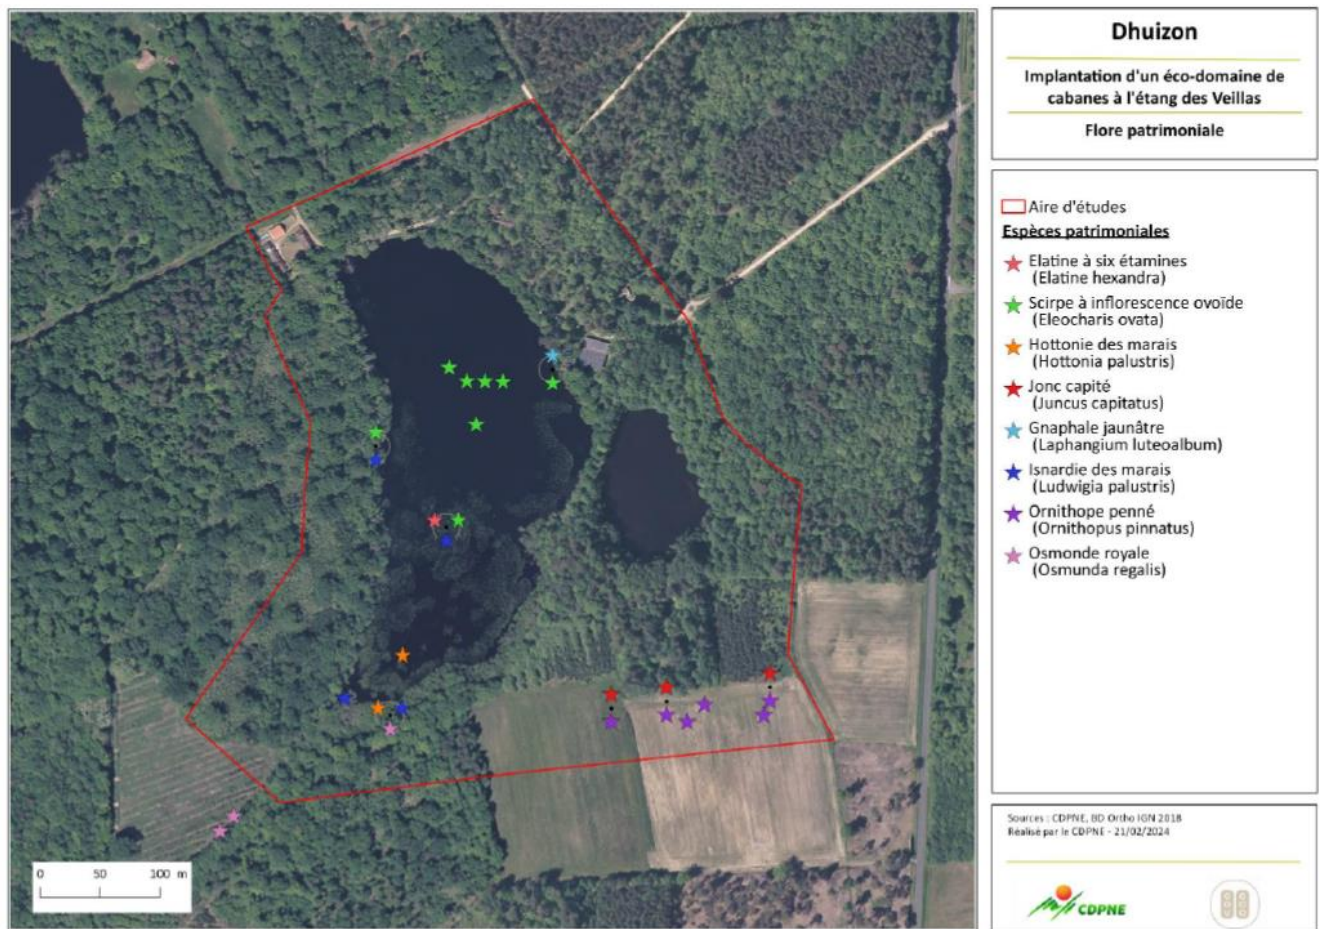 Dhuizon
Implantation d'un éco-domaine de
cabanes à l'étang des Veillas
Flore patrimoniale
Aire d'études
Espèces patrimoniales
Elatine à six étamines
(Elatine hexandra)
Scirpe à inflorescence ovoïde
(Eleocharis ovata)
Hottonie des marais
(Hottonia palustris)
Jonc capité
(Juncus capitatus)
Gnaphale jaunâtre
(Laphangium luteoalbum)
Isnardie des marais
(Ludwigia palustris)
Ornithope penné
(Ornithopus pinnatus)
Osmonde royale
(Osmunda regalis)
0 50 100 m
Sources : CDPNE, BD Ortho IGN 2018
Réalisé par le CDPNE - 21/02/2024
CDPNE